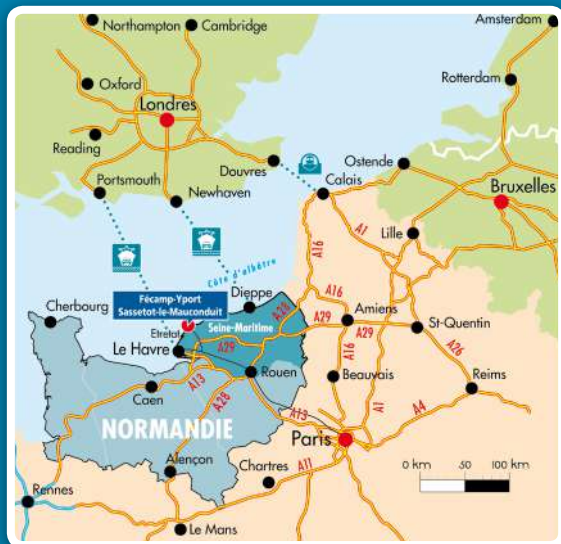 Northampton
Cambridge
Amsterdam
Oxford
Rotterdam
Londres
Reading
Douvres
Ostende
Portsmouth
Newhaven
Calais
Bruxelles
A1
Lille
A16
Côte d'albâtre
Dieppe
A16
Fécamp-Yport
Sassetot-le-Mauconduit
Cherbourg
A28
Amiens
Etretat
Seine-Maritime
A29
A29
St-Quentin
Le Havre
A29
A16
A26
Rouen
Beauvais
Reims
A13
Caen
A28
A13
A1
A4
NORMANDIE
Paris
Alençon
Chartres
A11
0 km
50
100 km
Rennes
Le Mans